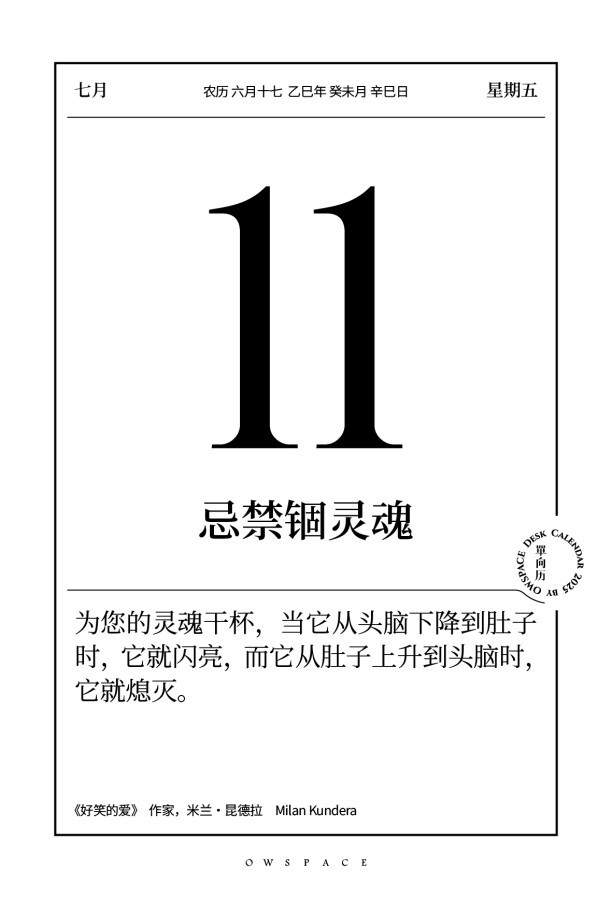 七月
农历 六月十七 乙巳年 癸未月 辛巳日
星期五
11
忌禁锢灵魂
DESK CALENDAR 2025 BY OWSPACE
單向历
为您的灵魂干杯，当它从头脑下降到肚子
时，它就闪亮，而它从肚子上升到头脑时，
它就熄灭。
《好笑的爱》 作家，米兰·昆德拉 Milan Kundera
OWSPACE